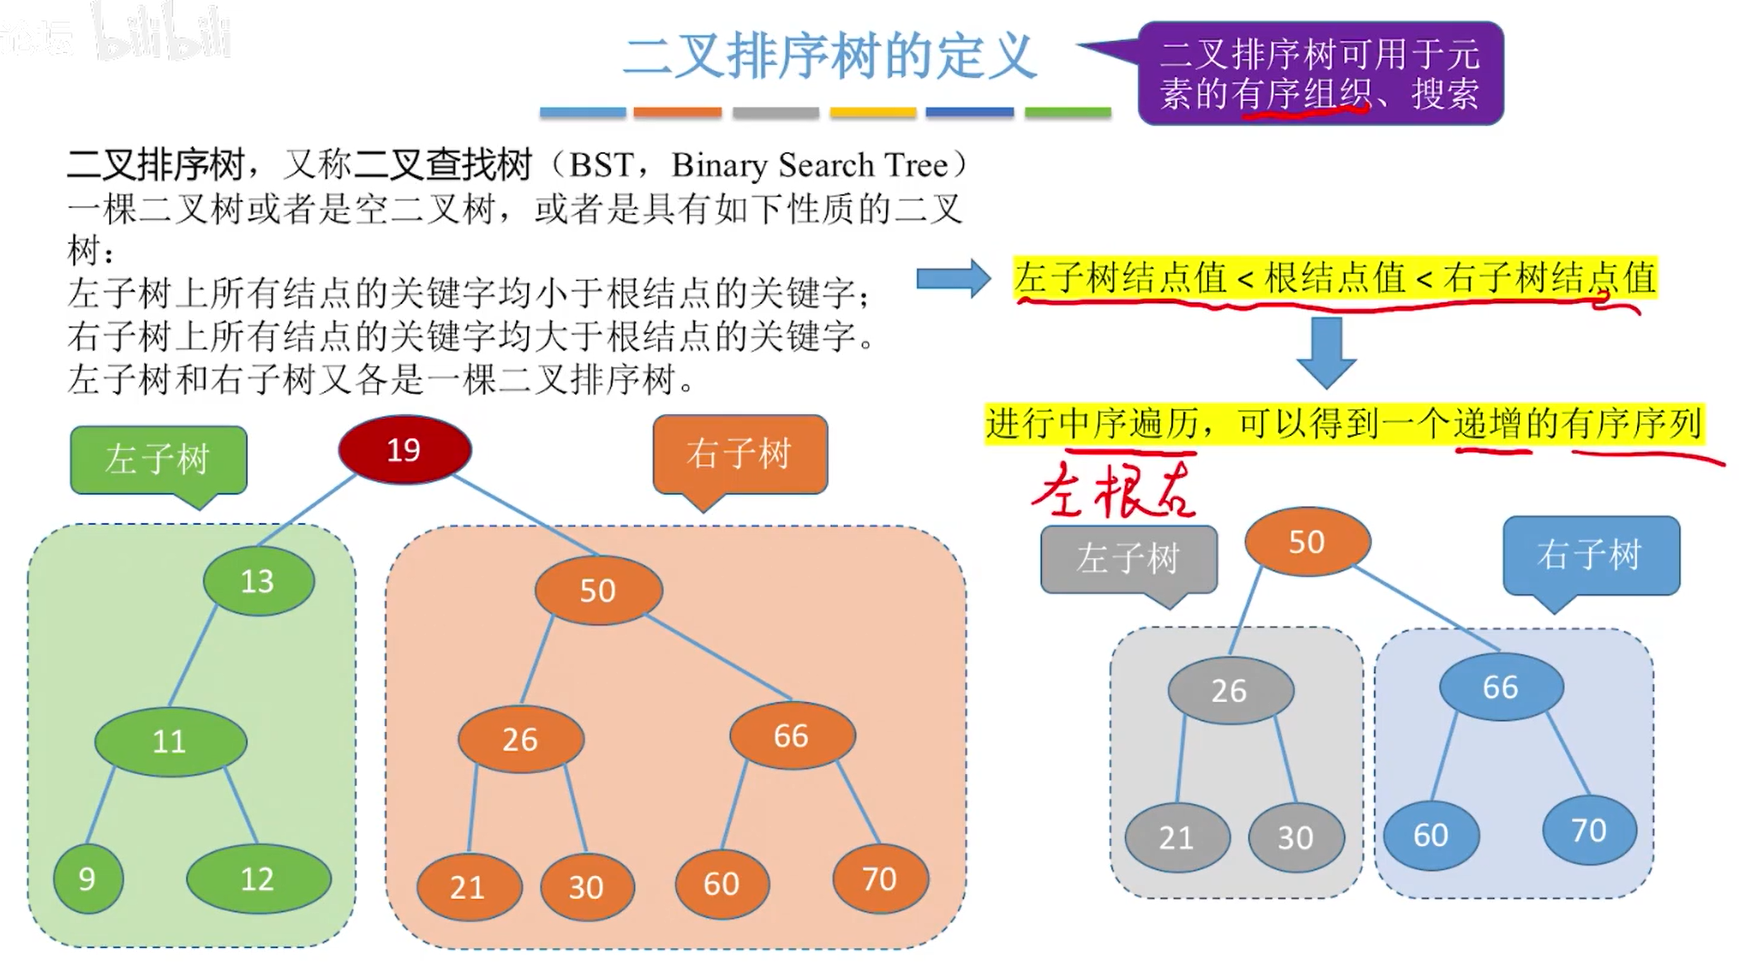 论坛 bilibili
二叉排序树的定义
二叉排序树可用于元
素的有序组织、搜索
二叉排序树，又称二叉查找树（BST，Binary Search Tree）
一棵二叉树或者是空二叉树，或者是具有如下性质的二叉
树：
左子树上所有结点的关键字均小于根结点的关键字；
右子树上所有结点的关键字均大于根结点的关键字。
左子树和右子树又各是一棵二叉排序树。
左子树结点值 < 根结点值 < 右子树结点值
进行中序遍历，可以得到一个递增的有序序列
左根右
左子树
19
右子树
13
50
11
26
66
9
12
21
30
60
70
左子树
50
右子树
26
66
21
30
60
70